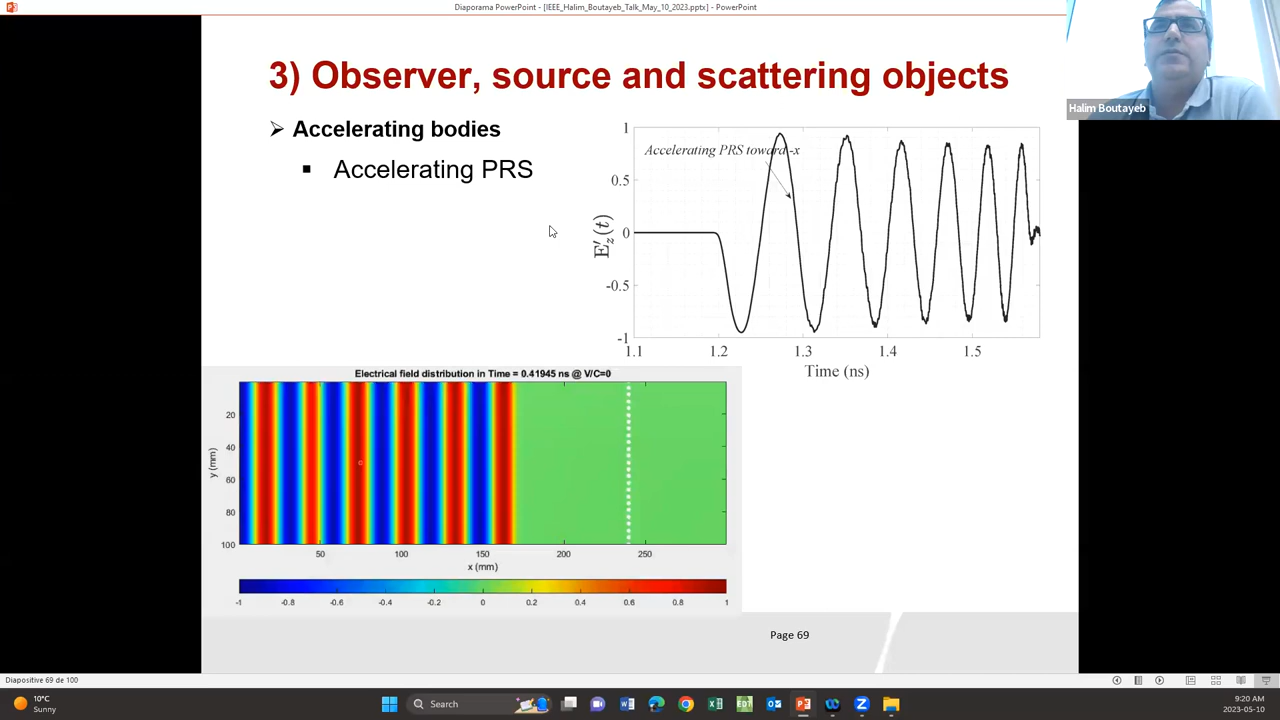 Diaporama PowerPoint - [IEEE_Halim_Boutayeb_Talk_May_10_2023.pptx] - PowerPoint
3) Observer, source and scattering objects
Halim Boutayeb
Accelerating bodies
Accelerating PRS
Accelerating PRS toward -x
1
0.5
0
-0.5
-1
E'z(t)
1.1 1.2 1.3 1.4 1.5
Time (ns)
Electrical field distribution in Time = 0.41945 ns @ V/C=0
20
40
60
80
100
y (mm)
50 100 150 200 250
x (mm)
-1 -0.8 -0.6 -0.4 -0.2 0 0.2 0.4 0.6 0.8 1
Page 69
Diapositive 69 de 100
10°C
Sunny
Search
EDT
9:20 AM
2023-05-10